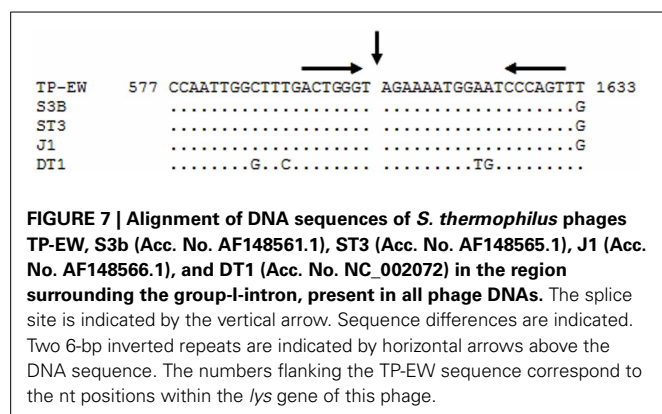 TP-EW 577 CCAATTGGCTTTGACTGGGT AGAAAATGGAATCCCAGTTT 1633
S3B .................... ...................G
ST3 .................... ...................G
J1 .................... ...................G
DT1 ........G..C........ .........TG.........
FIGURE 7 | Alignment of DNA sequences of S. thermophilus phages
TP-EW, S3b (Acc. No. AF148561.1), ST3 (Acc. No. AF148565.1), J1 (Acc.
No. AF148566.1), and DT1 (Acc. No. NC_002072) in the region
surrounding the group-I-intron, present in all phage DNAs. The splice
site is indicated by the vertical arrow. Sequence differences are indicated.
Two 6-bp inverted repeats are indicated by horizontal arrows above the
DNA sequence. The numbers flanking the TP-EW sequence correspond to
the nt positions within the lys gene of this phage.